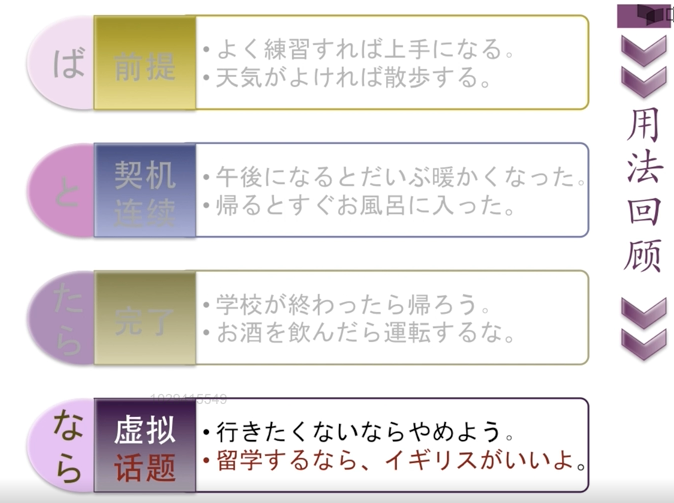 ば
前提
・よく練習すれば上手になる。
・天気がよければ散歩する。
と
契机
连续
・午後になるとだいぶ暖かくなった。
・帰るとすぐお風呂に入った。
たら
完了
・学校が終わったら帰ろう。
・お酒を飲んだら運転するな。
なら
虚拟
话题
・行きたくないならやめよう。
・留学するなら、イギリスがいいよ。
用法回顾